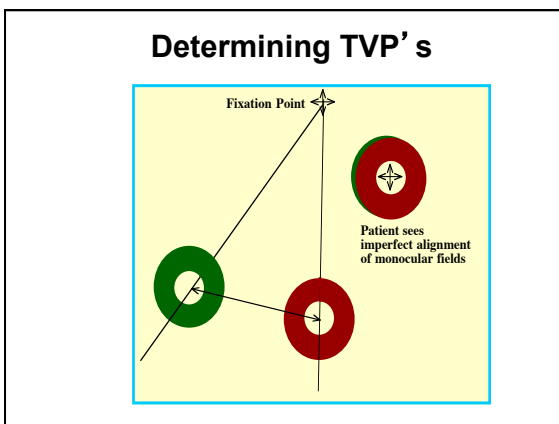 Determining TVP's
Fixation Point
Patient sees
imperfect alignment
of monocular fields